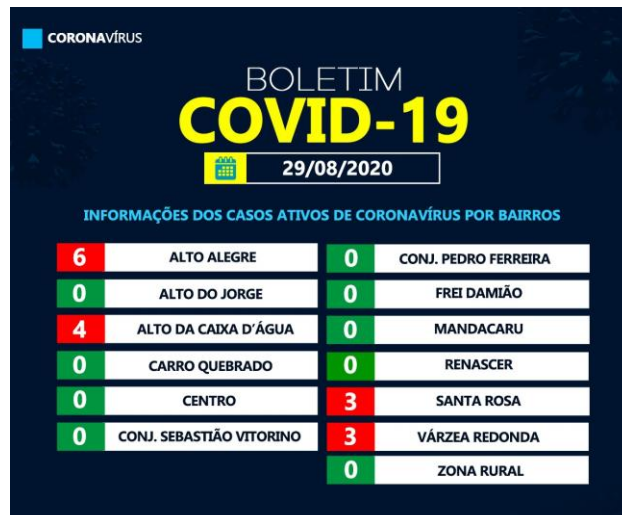 CORONAVÍRUS
BOLETIM
COVID-19
29/08/2020
INFORMAÇÕES DOS CASOS ATIVOS DE CORONAVÍRUS POR BAIRROS
6 ALTO ALEGRE
0 ALTO DO JORGE
4 ALTO DA CAIXA D'ÁGUA
0 CARRO QUEBRADO
0 CENTRO
0 CONJ. SEBASTIÃO VITORINO
0 CONJ. PEDRO FERREIRA
0 FREI DAMIÃO
0 MANDACARU
0 RENASCER
3 SANTA ROSA
3 VÁRZEA REDONDA
0 ZONA RURAL